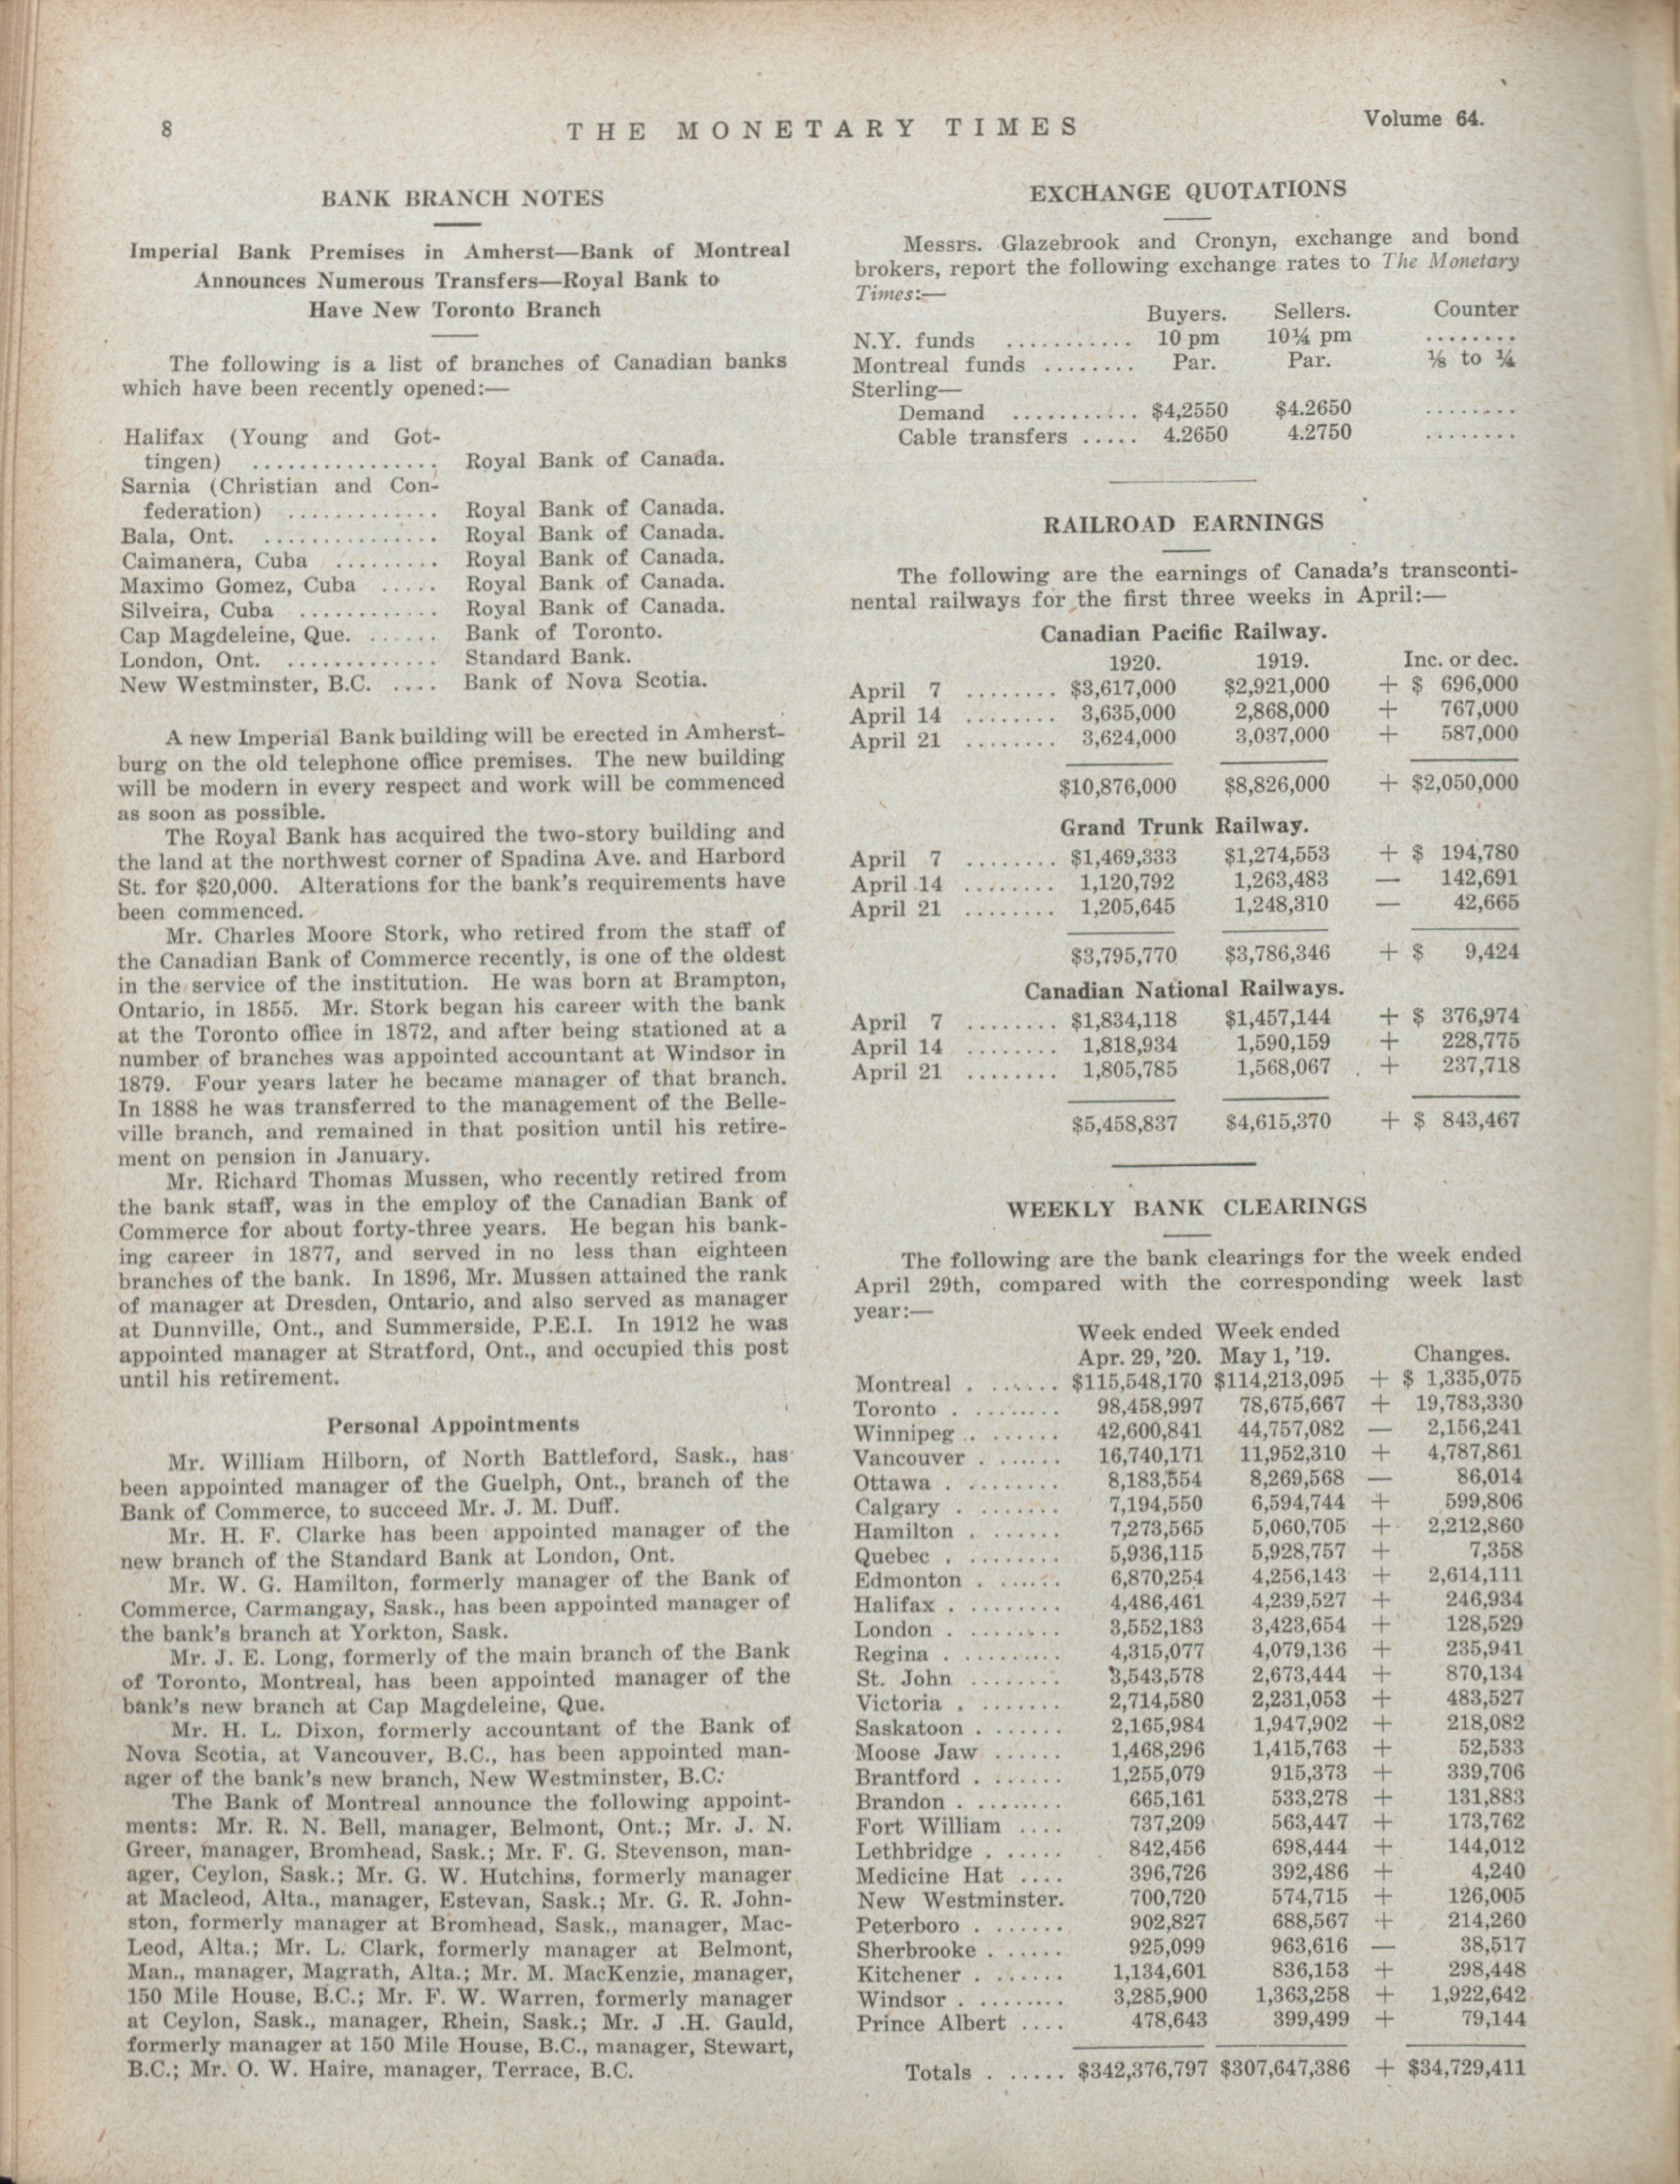 8
THE MONETARY TIMES
Volume 64.
BANK BRANCH NOTES
Imperial Bank Premises in Amherst—Bank of Montreal
Announces Numerous Transfers—Royal Bank to
Have New Toronto Branch
The following is a list of branches of Canadian banks
which have been recently opened:—
Halifax (Young and Got-
tingen) ................ Royal Bank of Canada.
Sarnia (Christian and Con-
federation) ............. Royal Bank of Canada.
Bala, Ont. ............... Royal Bank of Canada.
Caimanera, Cuba ......... Royal Bank of Canada.
Maximo Gomez, Cuba ..... Royal Bank of Canada.
Silveira, Cuba ............ Royal Bank of Canada.
Cap Magdeleine, Que. ...... Bank of Toronto.
London, Ont. ............. Standard Bank.
New Westminster, B.C. .... Bank of Nova Scotia.
A new Imperial Bank building will be erected in Amherst-
burg on the old telephone office premises. The new building
will be modern in every respect and work will be commenced
as soon as possible.
The Royal Bank has acquired the two-story building and
the land at the northwest corner of Spadina Ave. and Harbord
St. for $20,000. Alterations for the bank's requirements have
been commenced.
Mr. Charles Moore Stork, who retired from the staff of
the Canadian Bank of Commerce recently, is one of the oldest
in the service of the institution. He was born at Brampton,
Ontario, in 1855. Mr. Stork began his career with the bank
at the Toronto office in 1872, and after being stationed at a
number of branches was appointed accountant at Windsor in
1879. Four years later he became manager of that branch.
In 1888 he was transferred to the management of the Belle-
ville branch, and remained in that position until his retire-
ment on pension in January.
Mr. Richard Thomas Mussen, who recently retired from
the bank staff, was in the employ of the Canadian Bank of
Commerce for about forty-three years. He began his bank-
ing career in 1877, and served in no less than eighteen
branches of the bank. In 1896, Mr. Mussen attained the rank
of manager at Dresden, Ontario, and also served as manager
at Dunnville, Ont., and Summerside, P.E.I. In 1912 he was
appointed manager at Stratford, Ont., and occupied this post
until his retirement.
Personal Appointments
Mr. William Hilborn, of North Battleford, Sask., has
been appointed manager of the Guelph, Ont., branch of the
Bank of Commerce, to succeed Mr. J. M. Duff.
Mr. H. F. Clarke has been appointed manager of the
new branch of the Standard Bank at London, Ont.
Mr. W. G. Hamilton, formerly manager of the Bank of
Commerce, Carmangay, Sask., has been appointed manager of
the bank's branch at Yorkton, Sask.
Mr. J. E. Long, formerly of the main branch of the Bank
of Toronto, Montreal, has been appointed manager of the
bank's new branch at Cap Magdeleine, Que.
Mr. H. L. Dixon, formerly accountant of the Bank of
Nova Scotia, at Vancouver, B.C., has been appointed man-
ager of the bank's new branch, New Westminster, B.C.
The Bank of Montreal announce the following appoint-
ments: Mr. R. N. Bell, manager, Belmont, Ont.; Mr. J. N.
Greer, manager, Bromhead, Sask.; Mr. F. G. Stevenson, man-
ager, Ceylon, Sask.; Mr. G. W. Hutchins, formerly manager
at Macleod, Alta., manager, Estevan, Sask.; Mr. G. R. John-
ston, formerly manager at Bromhead, Sask., manager, Mac-
Leod, Alta.; Mr. L. Clark, formerly manager at Belmont,
Man., manager, Magrath, Alta.; Mr. M. MacKenzie, manager,
150 Mile House, B.C.; Mr. F. W. Warren, formerly manager
at Ceylon, Sask., manager, Rhein, Sask.; Mr. J .H. Gauld,
formerly manager at 150 Mile House, B.C., manager, Stewart,
B.C.; Mr. O. W. Haire, manager, Terrace, B.C.
EXCHANGE QUOTATIONS
Messrs. Glazebrook and Cronyn, exchange and bond
brokers, report the following exchange rates to The Monetary
Times:—
Buyers. Sellers. Counter
N.Y. funds ........... 10 pm 10¼ pm ........
Montreal funds ........ Par. Par. ⅛ to ¼
Sterling—
Demand ........... $4,2550 $4.2650 ........
Cable transfers ..... 4.2650 4.2750 ........
RAILROAD EARNINGS
The following are the earnings of Canada's transconti-
nental railways for the first three weeks in April:—
Canadian Pacific Railway.
1920. 1919. Inc. or dec.
April 7 ........ $3,617,000 $2,921,000 + $ 696,000
April 14 ........ 3,635,000 2,868,000 + 767,000
April 21 ........ 3,624,000 3,037,000 + 587,000
$10,876,000 $8,826,000 + $2,050,000
Grand Trunk Railway.
April 7 ........ $1,469,333 $1,274,553 + $ 194,780
April 14 ........ 1,120,792 1,263,483 — 142,691
April 21 ........ 1,205,645 1,248,310 — 42,665
$3,795,770 $3,786,346 + $ 9,424
Canadian National Railways.
April 7 ........ $1,834,118 $1,457,144 + $ 376,974
April 14 ........ 1,818,934 1,590,159 + 228,775
April 21 ........ 1,805,785 1,568,067 + 237,718
$5,458,837 $4,615,370 + $ 843,467
WEEKLY BANK CLEARINGS
The following are the bank clearings for the week ended
April 29th, compared with the corresponding week last
year:—
Week ended Week ended
Apr. 29, '20. May 1, '19. Changes.
Montreal . ...... $115,548,170 $114,213,095 + $ 1,335,075
Toronto . ........ 98,458,997 78,675,667 + 19,783,330
Winnipeg . ...... 42,600,841 44,757,082 — 2,156,241
Vancouver . ...... 16,740,171 11,952,310 + 4,787,861
Ottawa . ........ 8,183,554 8,269,568 — 86,014
Calgary . ........ 7,194,550 6,594,744 + 599,806
Hamilton . ...... 7,273,565 5,060,705 + 2,212,860
Quebec . ........ 5,936,115 5,928,757 + 7,358
Edmonton . ...... 6,870,254 4,256,143 + 2,614,111
Halifax . ........ 4,486,461 4,239,527 + 246,934
London . ........ 3,552,183 3,423,654 + 128,529
Regina . ......... 4,315,077 4,079,136 + 235,941
St. John ........ 3,543,578 2,673,444 + 870,134
Victoria . ....... 2,714,580 2,231,053 + 483,527
Saskatoon . ...... 2,165,984 1,947,902 + 218,082
Moose Jaw ...... 1,468,296 1,415,763 + 52,533
Brantford . ...... 1,255,079 915,373 + 339,706
Brandon . ........ 665,161 533,278 + 131,883
Fort William .... 737,209 563,447 + 173,762
Lethbridge . ..... 842,456 698,444 + 144,012
Medicine Hat .... 396,726 392,486 + 4,240
New Westminster. 700,720 574,715 + 126,005
Peterboro . ...... 902,827 688,567 + 214,260
Sherbrooke . ..... 925,099 963,616 — 38,517
Kitchener . ...... 1,134,601 836,153 + 298,448
Windsor . ........ 3,285,900 1,363,258 + 1,922,642
Prince Albert .... 478,643 399,499 + 79,144
Totals . ...... $342,376,797 $307,647,386 + $34,729,411